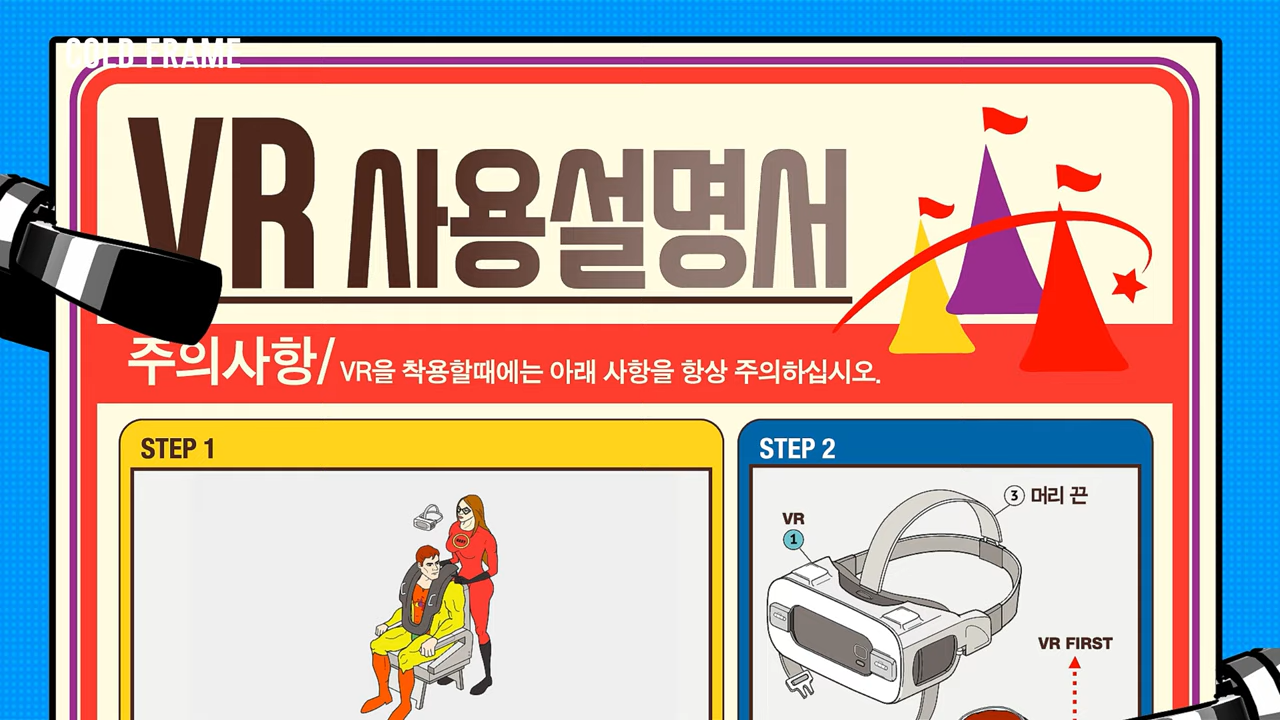 GOLD FRAME
VR 사용설명서
주의사항/ VR을 착용할때에는 아래 사항을 항상 주의하십시오.
STEP 1
STEP 2
3 머리 끈
VR
1
VR FIRST